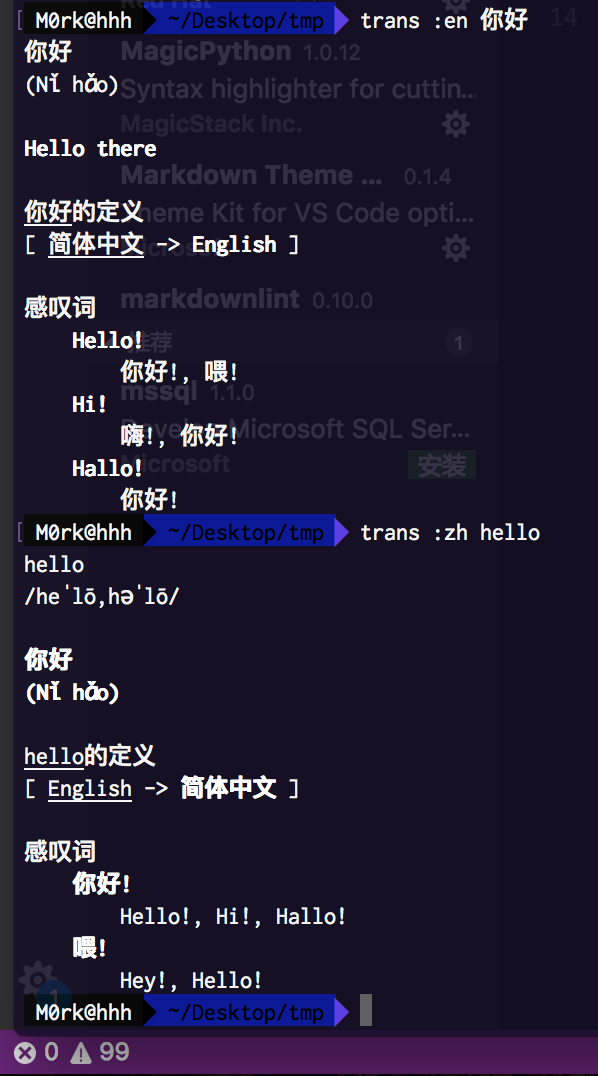 M0rk@hhh ~/Desktop/tmp trans :en 你好
14
你好
MagicPython 1.0.12
(Nǐ hǎo)
Syntax highlighter for cuttin...
MagicStack Inc.
Hello there
Markdown Theme ... 0.1.4
你好的定义
Theme Kit for VS Code opti...
[ 简体中文 -> English ]
Microsoft
感叹词
markdownlint 0.10.0
Hello!
推荐
1
你好!, 喂!
mssql 1.1.0
Hi!
嗨!, 你好!
Develop Microsoft SQL Ser...
Hallo!
Microsoft
安装
你好!
M0rk@hhh ~/Desktop/tmp trans :zh hello
hello
/heˈlō,həˈlō/
你好
(Nǐ hǎo)
hello的定义
[ English -> 简体中文 ]
感叹词
你好!
Hello!, Hi!, Hallo!
喂!
Hey!, Hello!
1
M0rk@hhh ~/Desktop/tmp
0 99